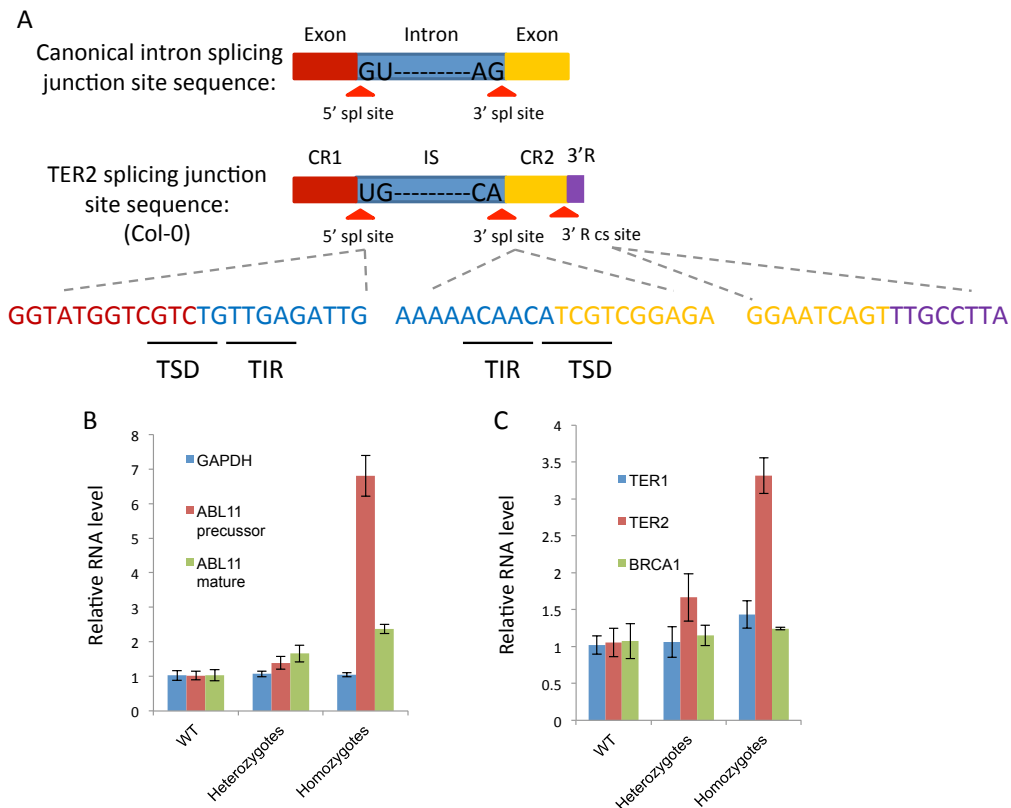 A
Canonical intron splicing
junction site sequence:
Exon Intron Exon
GU----------AG
5' spl site 3' spl site
TER2 splicing junction
site sequence:
(Col-0)
CR1 IS CR2 3'R
UG----------CA
5' spl site 3' spl site 3' R cs site
GGTATGGTCGTCTGTTGAGATTG AAAAACAACATCGTCGGAGA GGAATCAGTTTGCCTTA
TSD TIR TIR TSD
B
Relative RNA level
8
7
6
5
4
3
2
1
0
GAPDH
ABL11
precussor
ABL11
mature
WT
Heterozygotes
Homozygotes
C
Relative RNA level
4
3.5
3
2.5
2
1.5
1
0.5
0
TER1
TER2
BRCA1
WT
Heterozygotes
Homozygotes